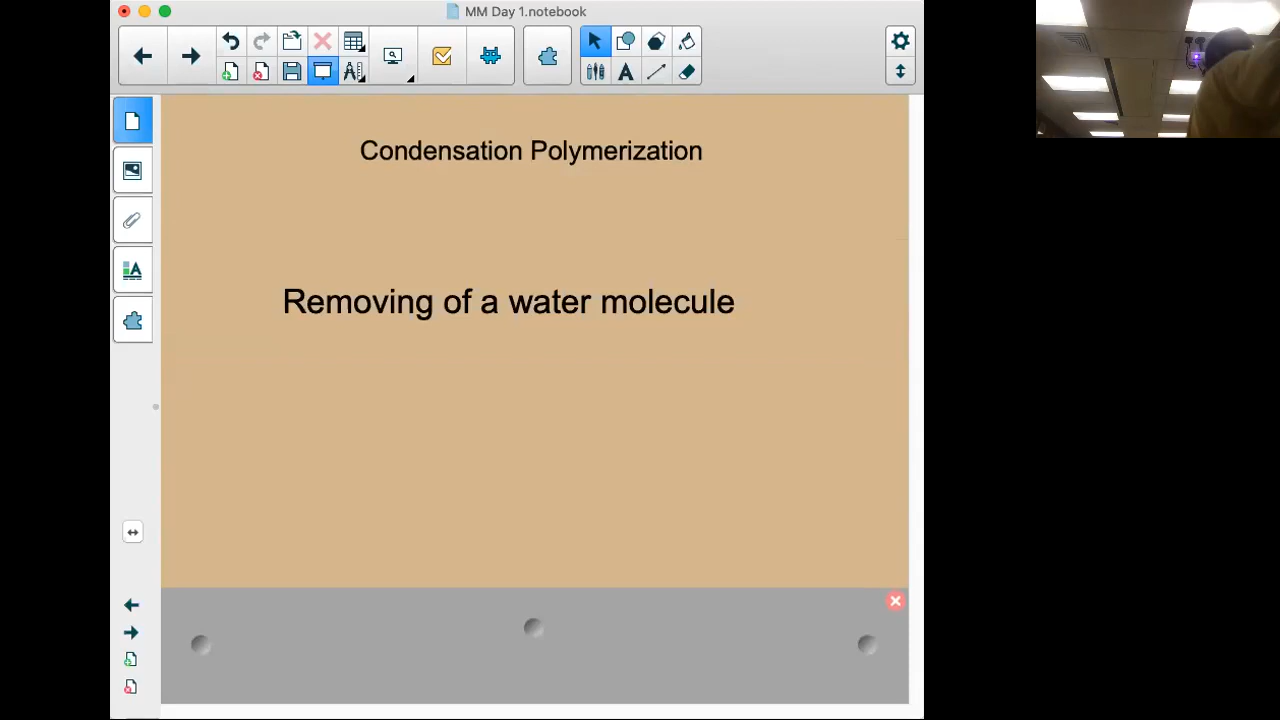 MM Day 1.notebook
Condensation Polymerization
Removing of a water molecule